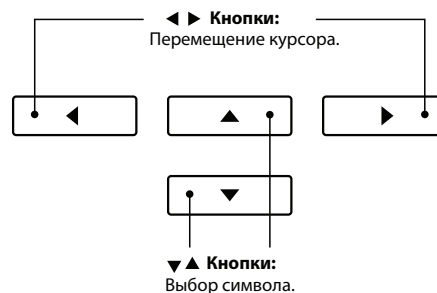 ◀ ▶ Кнопки:
Перемещение курсора.
▼▲ Кнопки:
Выбор символа.